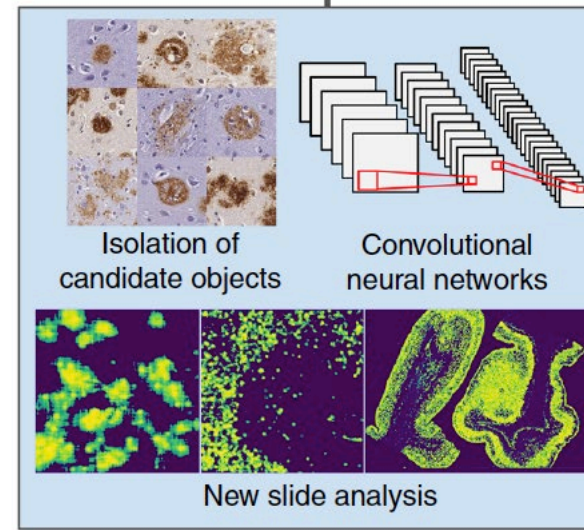 Isolation of
candidate objects
Convolutional
neural networks
New slide analysis